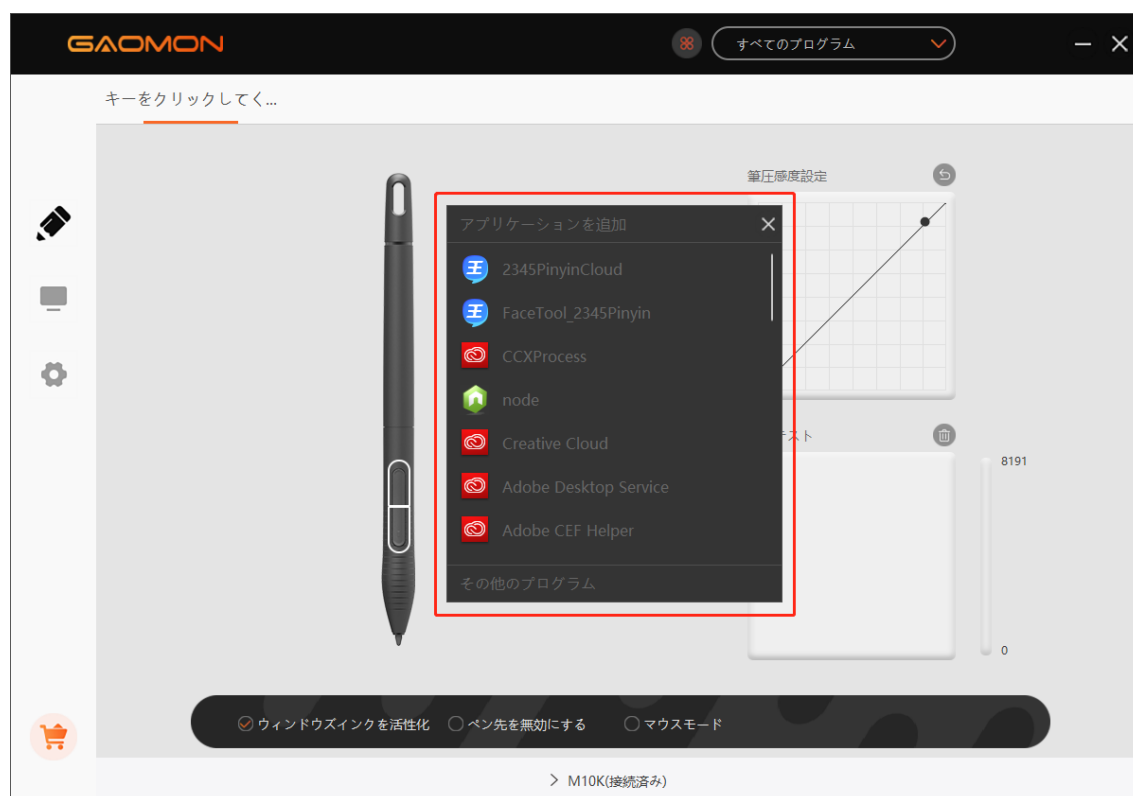 GAOMON
すべてのプログラム
キーをクリックしてく...
筆圧感度設定
アプリケーションを追加
2345PinyinCloud
FaceTool_2345Pinyin
CCXProcess
node
Creative Cloud
Adobe Desktop Service
Adobe CEF Helper
その他のプログラム
テスト
8191
0
ウィンドウズインクを活性化
ペン先を無効にする
マウスモード
M10K(接続済み)